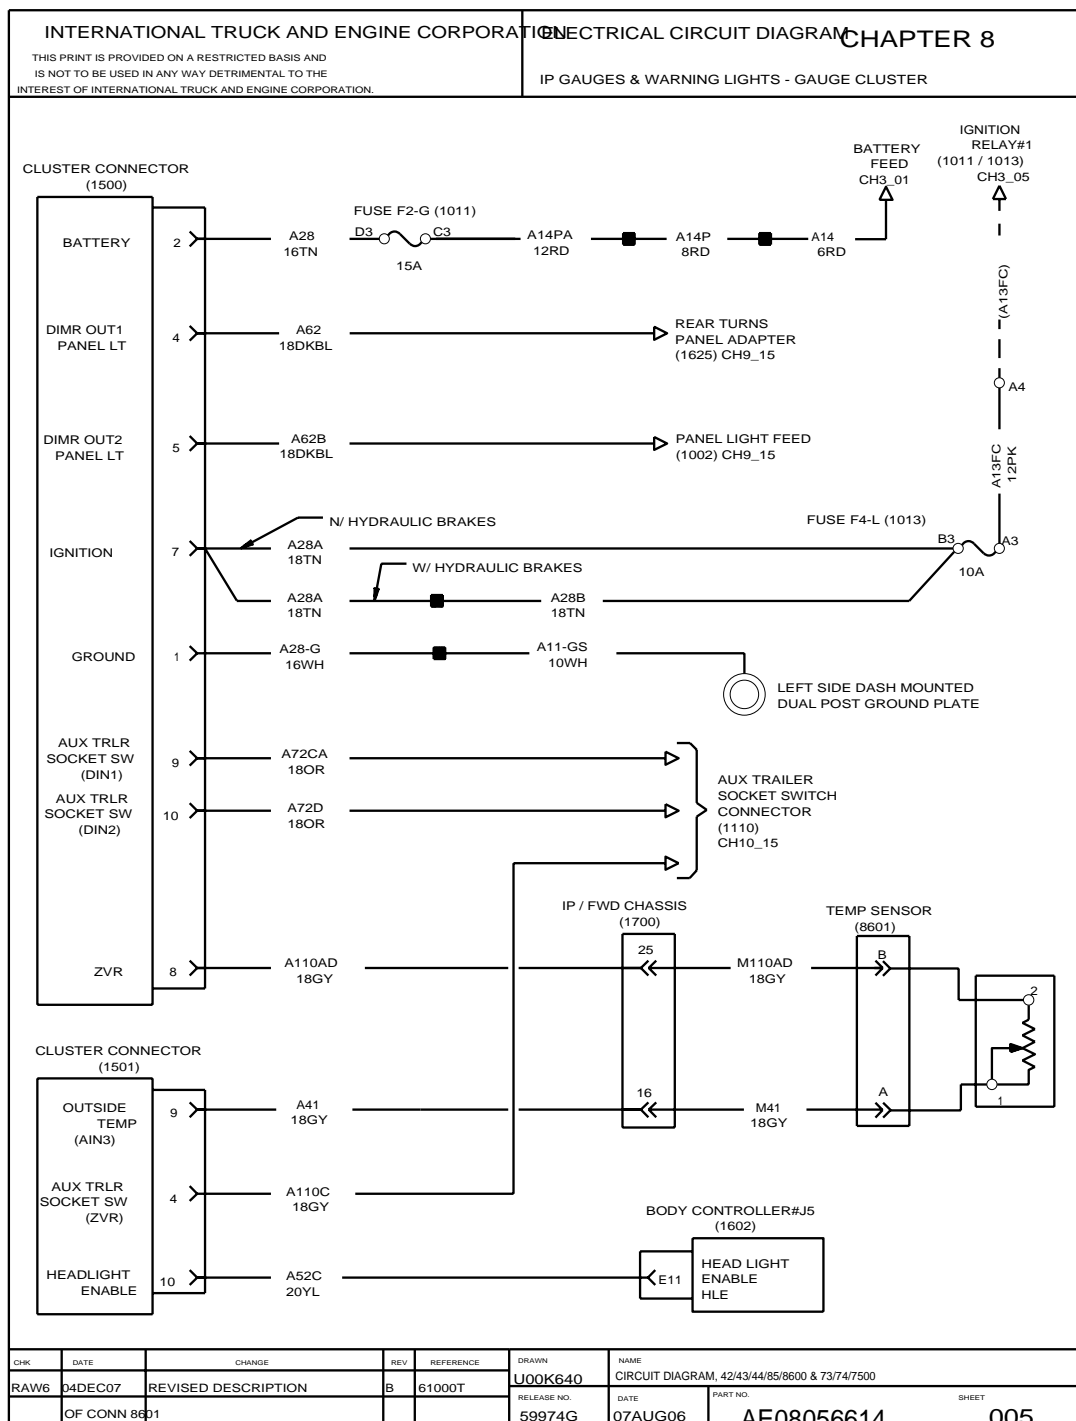 INTERNATIONAL TRUCK AND ENGINE CORPORATION
THIS PRINT IS PROVIDED ON A RESTRICTED BASIS AND
IS NOT TO BE USED IN ANY WAY DETRIMENTAL TO THE
INTEREST OF INTERNATIONAL TRUCK AND ENGINE CORPORATION.
ELECTRICAL CIRCUIT DIAGRAM
CHAPTER 8
IP GAUGES & WARNING LIGHTS - GAUGE CLUSTER
IGNITION
RELAY#1
(1011 / 1013)
CH3_05
BATTERY
FEED
CH3_01
CLUSTER CONNECTOR
(1500)
FUSE F2-G (1011)
BATTERY
2
A28
16TN
D3
C3
15A
A14PA
12RD
A14P
8RD
A14
6RD
(A13FC)
DIMR OUT1
PANEL LT
4
A62
18DKBL
REAR TURNS
PANEL ADAPTER
(1625) CH9_15
A4
DIMR OUT2
PANEL LT
5
A62B
18DKBL
PANEL LIGHT FEED
(1002) CH9_15
A13FC
12PK
N/ HYDRAULIC BRAKES
FUSE F4-L (1013)
IGNITION
7
A28A
18TN
B3
A3
10A
W/ HYDRAULIC BRAKES
A28A
18TN
A28B
18TN
GROUND
1
A28-G
16WH
A11-GS
10WH
LEFT SIDE DASH MOUNTED
DUAL POST GROUND PLATE
AUX TRLR
SOCKET SW
(DIN1)
9
A72CA
18OR
AUX TRLR
SOCKET SW
(DIN2)
10
A72D
18OR
AUX TRAILER
SOCKET SWITCH
CONNECTOR
(1110)
CH10_15
IP / FWD CHASSIS
(1700)
TEMP SENSOR
(8601)
ZVR
8
A110AD
18GY
25
M110AD
18GY
B
2
CLUSTER CONNECTOR
(1501)
OUTSIDE
TEMP
(AIN3)
9
A41
18GY
16
M41
18GY
A
1
AUX TRLR
SOCKET SW
(ZVR)
4
A110C
18GY
BODY CONTROLLER#J5
(1602)
HEADLIGHT
ENABLE
10
A52C
20YL
E11
HEAD LIGHT
ENABLE
HLE
CHK DATE CHANGE REV REFERENCE
RAW6 04DEC07 REVISED DESCRIPTION B 61000T
OF CONN 8601
DRAWN
U00K640
NAME
CIRCUIT DIAGRAM, 42/43/44/85/8600 & 73/74/7500
RELEASE NO.
59974G
DATE
07AUG06
PART NO.
AE08056614
SHEET
005